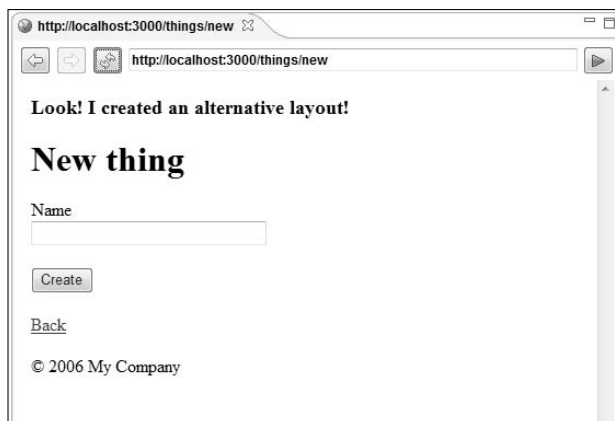 http://localhost:3000/things/new
http://localhost:3000/things/new
Look! I created an alternative layout!
New thing
Name
Create
Back
© 2006 My Company